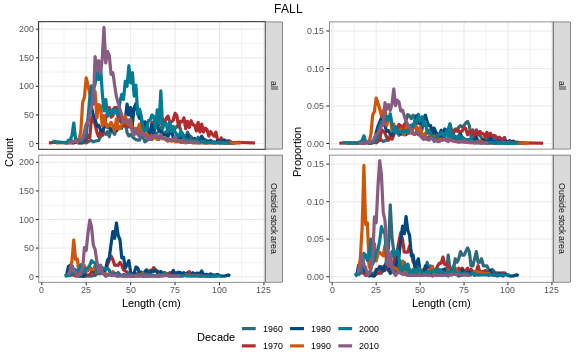 FALL
Count
200
150
100
50
0
all
200
150
100
50
0
Outside stock area
0
25
50
75
100
125
Length (cm)
Proportion
0.15
0.10
0.05
0.00
all
0.15
0.10
0.05
0.00
Outside stock area
0
25
50
75
100
125
Length (cm)
Decade
1960 1980 2000
1970 1990 2010